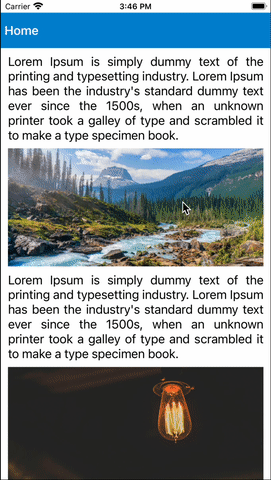 Carrier 3:46 PM
Home
Lorem Ipsum is simply dummy text of the
printing and typesetting industry. Lorem Ipsum
has been the industry's standard dummy text
ever since the 1500s, when an unknown
printer took a galley of type and scrambled it
to make a type specimen book.
Lorem Ipsum is simply dummy text of the
printing and typesetting industry. Lorem Ipsum
has been the industry's standard dummy text
ever since the 1500s, when an unknown
printer took a galley of type and scrambled it
to make a type specimen book.